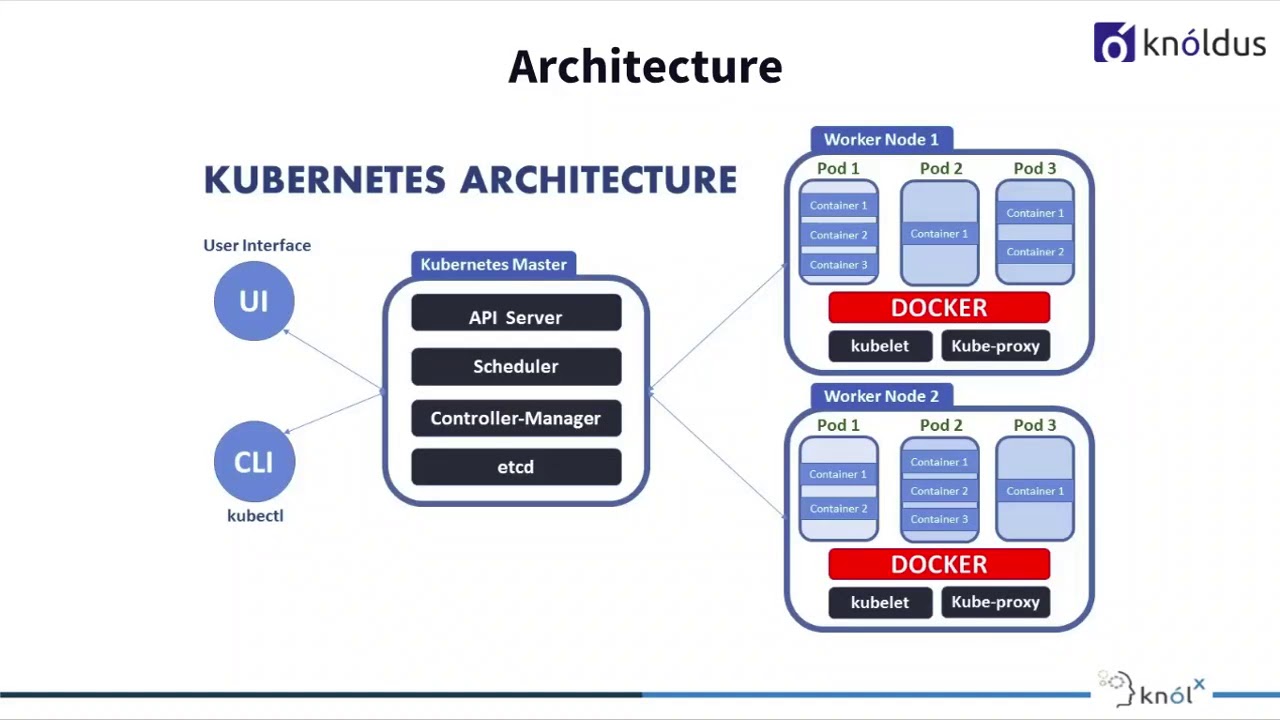 Architecture
knóldus
KUBERNETES ARCHITECTURE
User Interface
UI
CLI
kubectl
Kubernetes Master
API Server
Scheduler
Controller-Manager
etcd
Worker Node 1
Pod 1 Pod 2 Pod 3
Container 1
Container 2
Container 3
Container 1
Container 1
Container 2
DOCKER
kubelet Kube-proxy
Worker Node 2
Pod 1 Pod 2 Pod 3
Container 1
Container 2
Container 1
Container 2
Container 3
Container 1
DOCKER
kubelet Kube-proxy
knólx